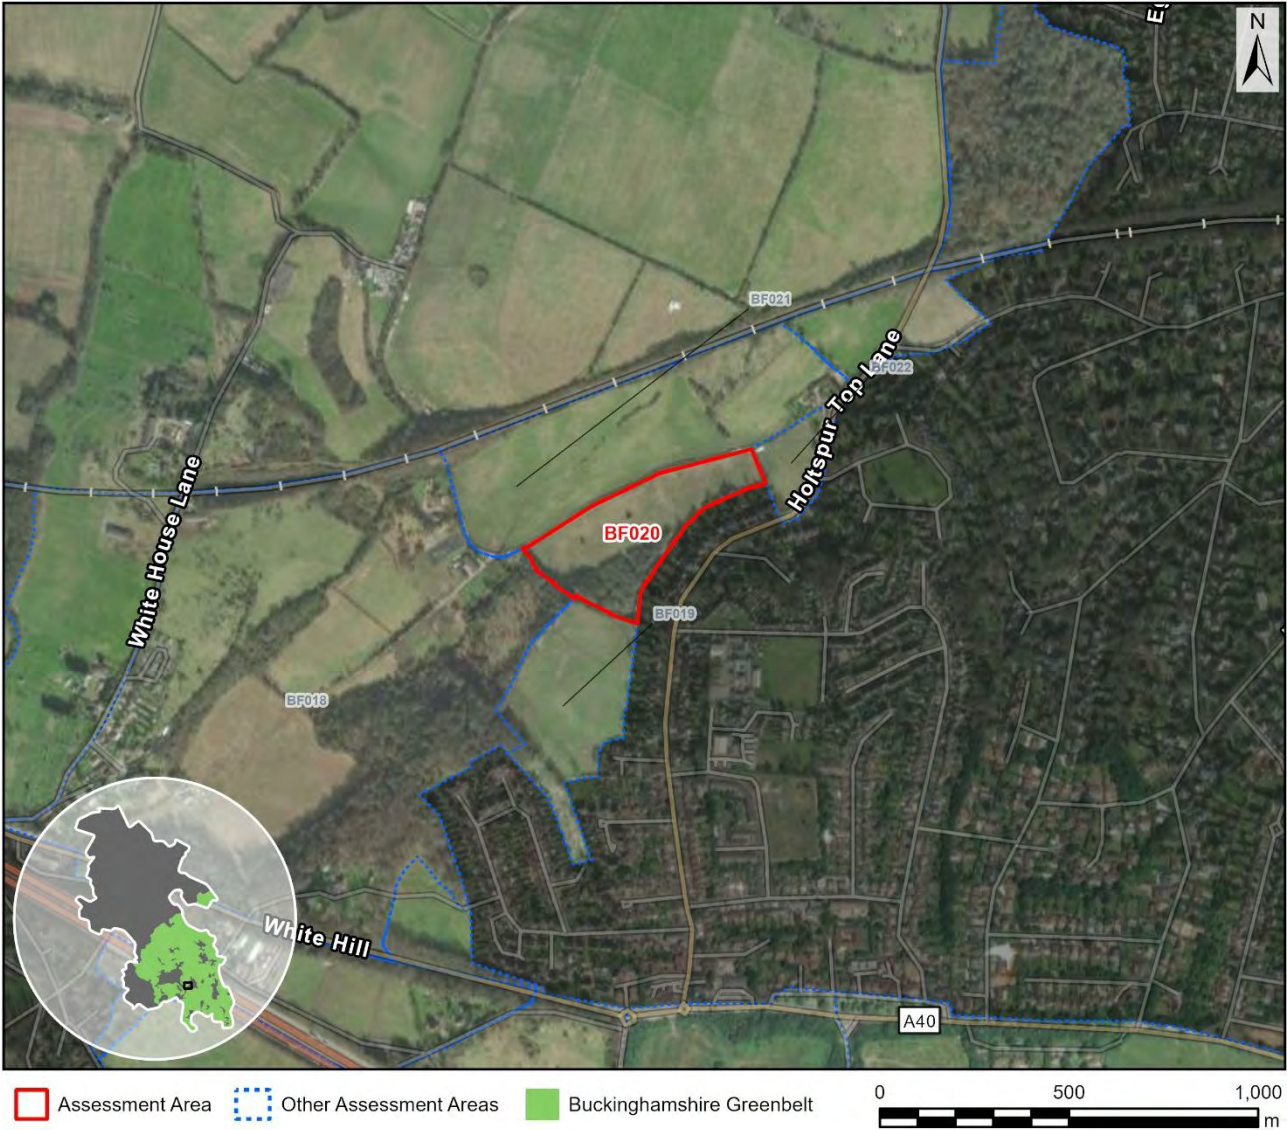 E
N
BF021
Holtspur Top Lane
BF022
BF020
White House Lane
BF019
BF018
White Hill
A40
Assessment Area
Other Assessment Areas
Buckinghamshire Greenbelt
0 500 1,000
m